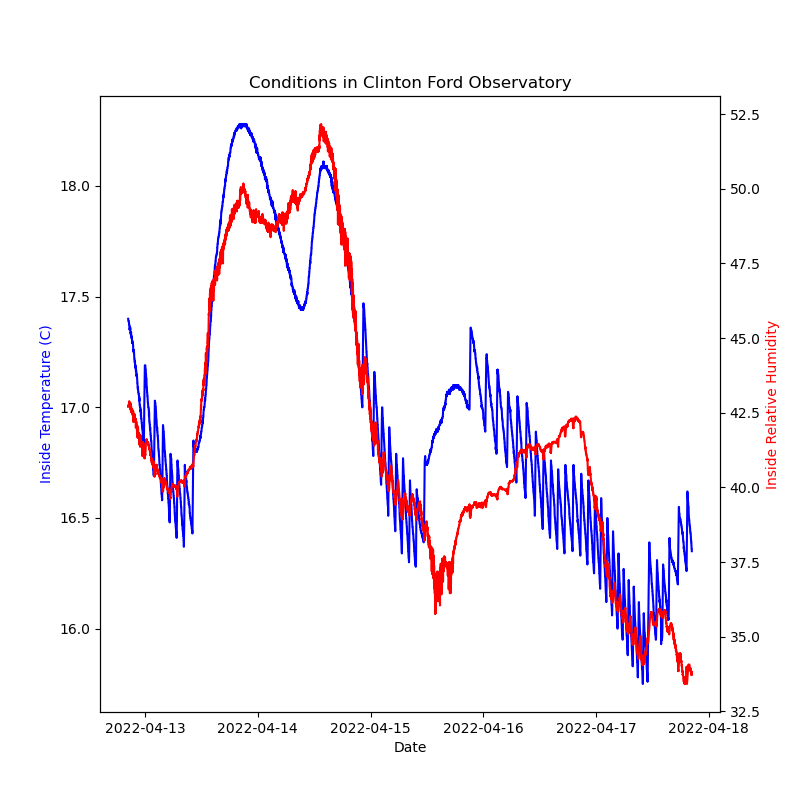 Conditions in Clinton Ford Observatory
Inside Temperature (C)
18.0
17.5
17.0
16.5
16.0
52.5
50.0
47.5
45.0
42.5
40.0
37.5
35.0
32.5
Inside Relative Humidity
2022-04-13 2022-04-14 2022-04-15 2022-04-16 2022-04-17 2022-04-18
Date